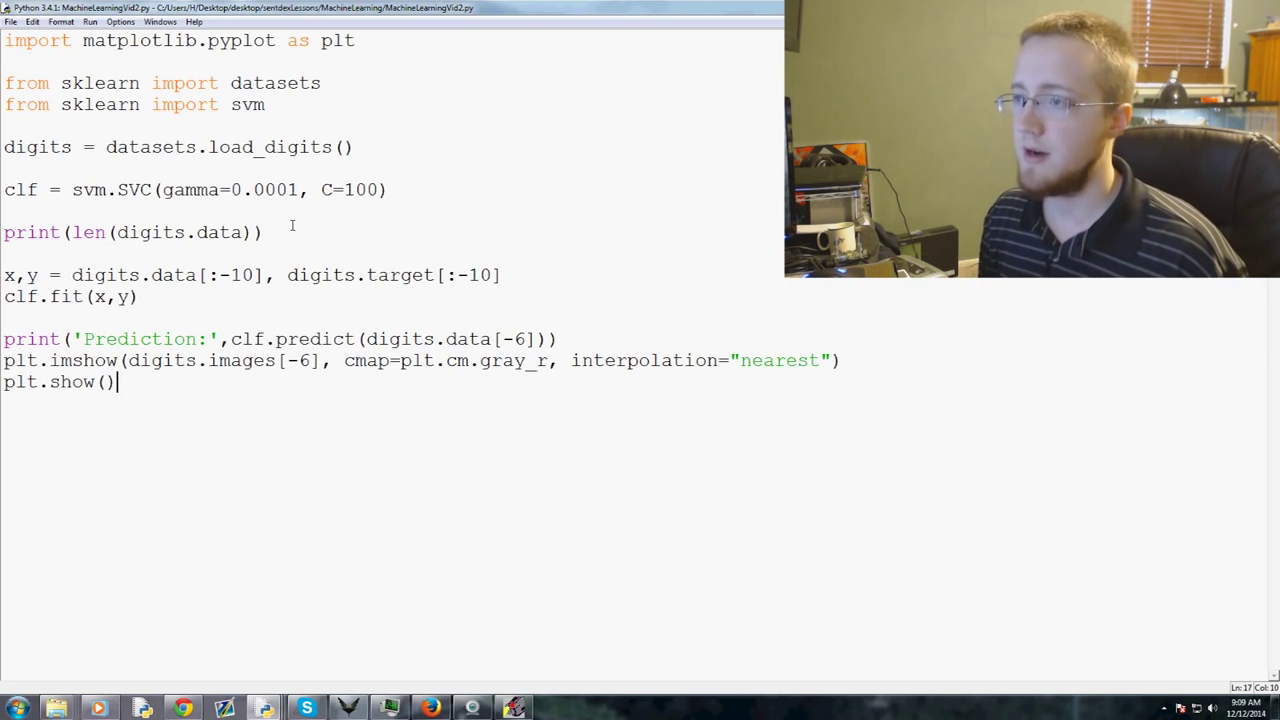 Python 3.4.1: MachineLearningVid2.py - C:/Users/H/Desktop/desktop/sentdexLessons/MachineLearning/MachineLearningVid2.py
File Edit Format Run Options Windows Help
import matplotlib.pyplot as plt
from sklearn import datasets
from sklearn import svm
digits = datasets.load_digits()
clf = svm.SVC(gamma=0.0001, C=100)
print(len(digits.data))
x,y = digits.data[:-10], digits.target[:-10]
clf.fit(x,y)
print('Prediction:',clf.predict(digits.data[-6]))
plt.imshow(digits.images[-6], cmap=plt.cm.gray_r, interpolation="nearest")
plt.show()
Ln: 17 Col: 10
9:09 AM
12/12/2014